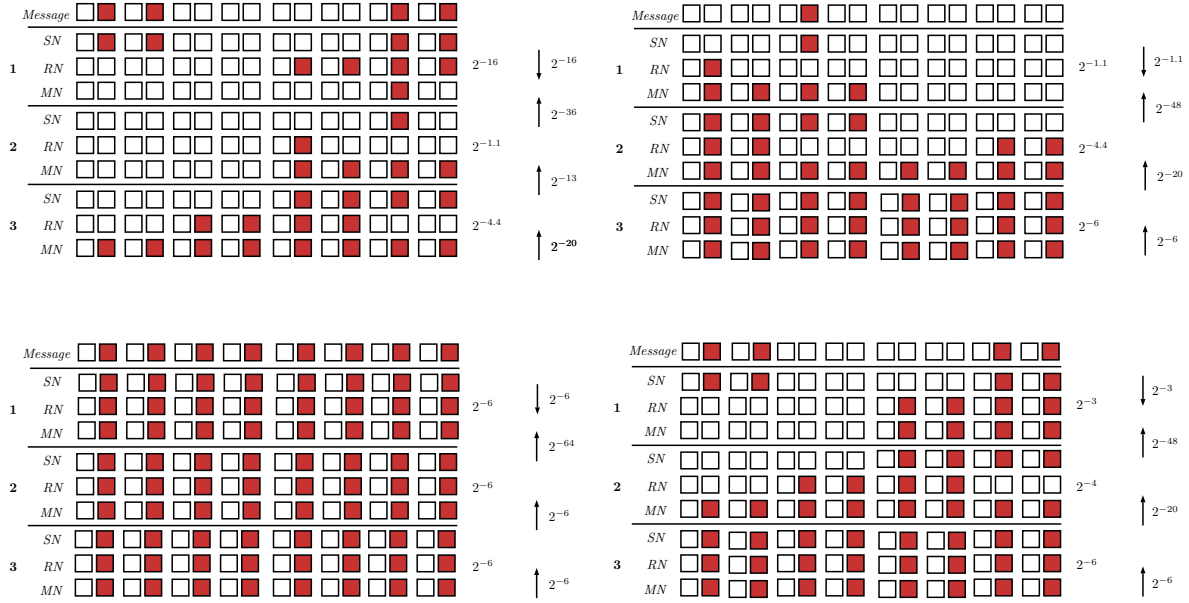 Message
SN
1 RN 2^{-16} 2^{-16}
MN
2^{-36}
SN
2 RN 2^{-1.1}
MN
2^{-13}
SN
3 RN 2^{-4.4}
MN 2^{-20}
Message
SN
2^{-1.1}
1 RN 2^{-1.1}
MN
2^{-48}
SN
2 RN 2^{-4.4}
MN
2^{-20}
SN
3 RN 2^{-6}
2^{-6}
MN
Message
SN
2^{-6}
1 RN 2^{-6}
MN
2^{-64}
SN
2 RN 2^{-6}
MN
2^{-6}
SN
3 RN 2^{-6}
MN 2^{-6}
Message
SN
2^{-3}
1 RN 2^{-3}
MN
2^{-48}
SN
2 RN 2^{-4}
MN
2^{-20}
SN
3 RN 2^{-6}
MN 2^{-6}